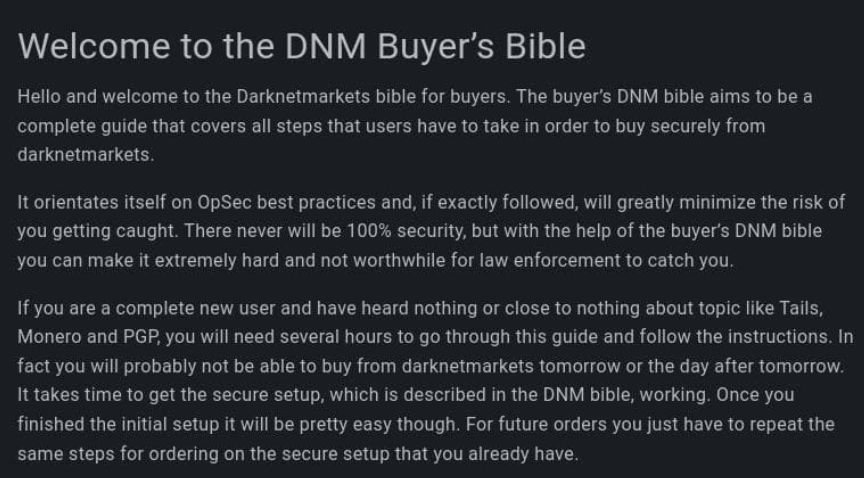 Welcome to the DNM Buyer’s Bible
Hello and welcome to the Darknetmarkets bible for buyers. The buyer’s DNM bible aims to be a
complete guide that covers all steps that users have to take in order to buy securely from
darknetmarkets.
It orientates itself on OpSec best practices and, if exactly followed, will greatly minimize the risk of
you getting caught. There never will be 100% security, but with the help of the buyer’s DNM bible
you can make it extremely hard and not worthwhile for law enforcement to catch you.
If you are a complete new user and have heard nothing or close to nothing about topic like Tails,
Monero and PGP, you will need several hours to go through this guide and follow the instructions. In
fact you will probably not be able to buy from darknetmarkets tomorrow or the day after tomorrow.
It takes time to get the secure setup, which is described in the DNM bible, working. Once you
finished the initial setup it will be pretty easy though. For future orders you just have to repeat the
same steps for ordering on the secure setup that you already have.